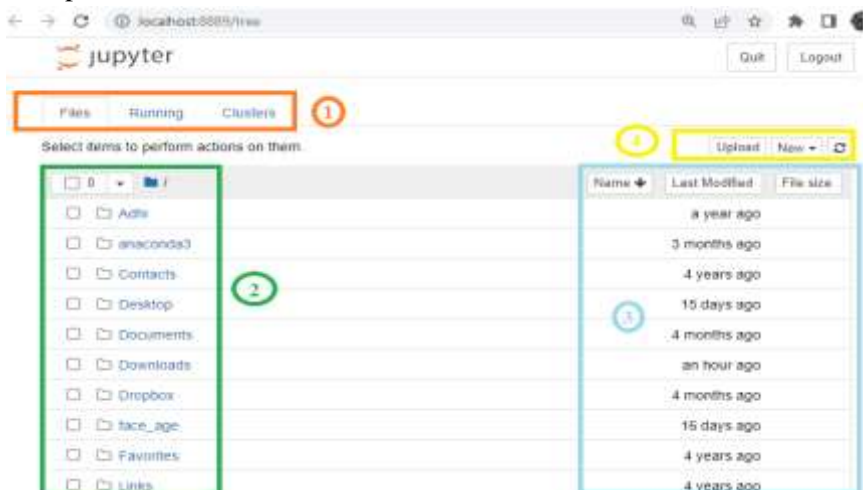 localhost:8889/tree
jupyter
Quit Logout
Files Running Clusters 1
Select items to perform actions on them.
4 Upload New
0 / Name Last Modified File size
Adhi a year ago
anaconda3 3 months ago
Contacts 4 years ago
2
Desktop 15 days ago
3
Documents 4 months ago
Downloads an hour ago
Dropbox 4 months ago
face_age 15 days ago
Favorites 4 years ago
Links 4 years ago